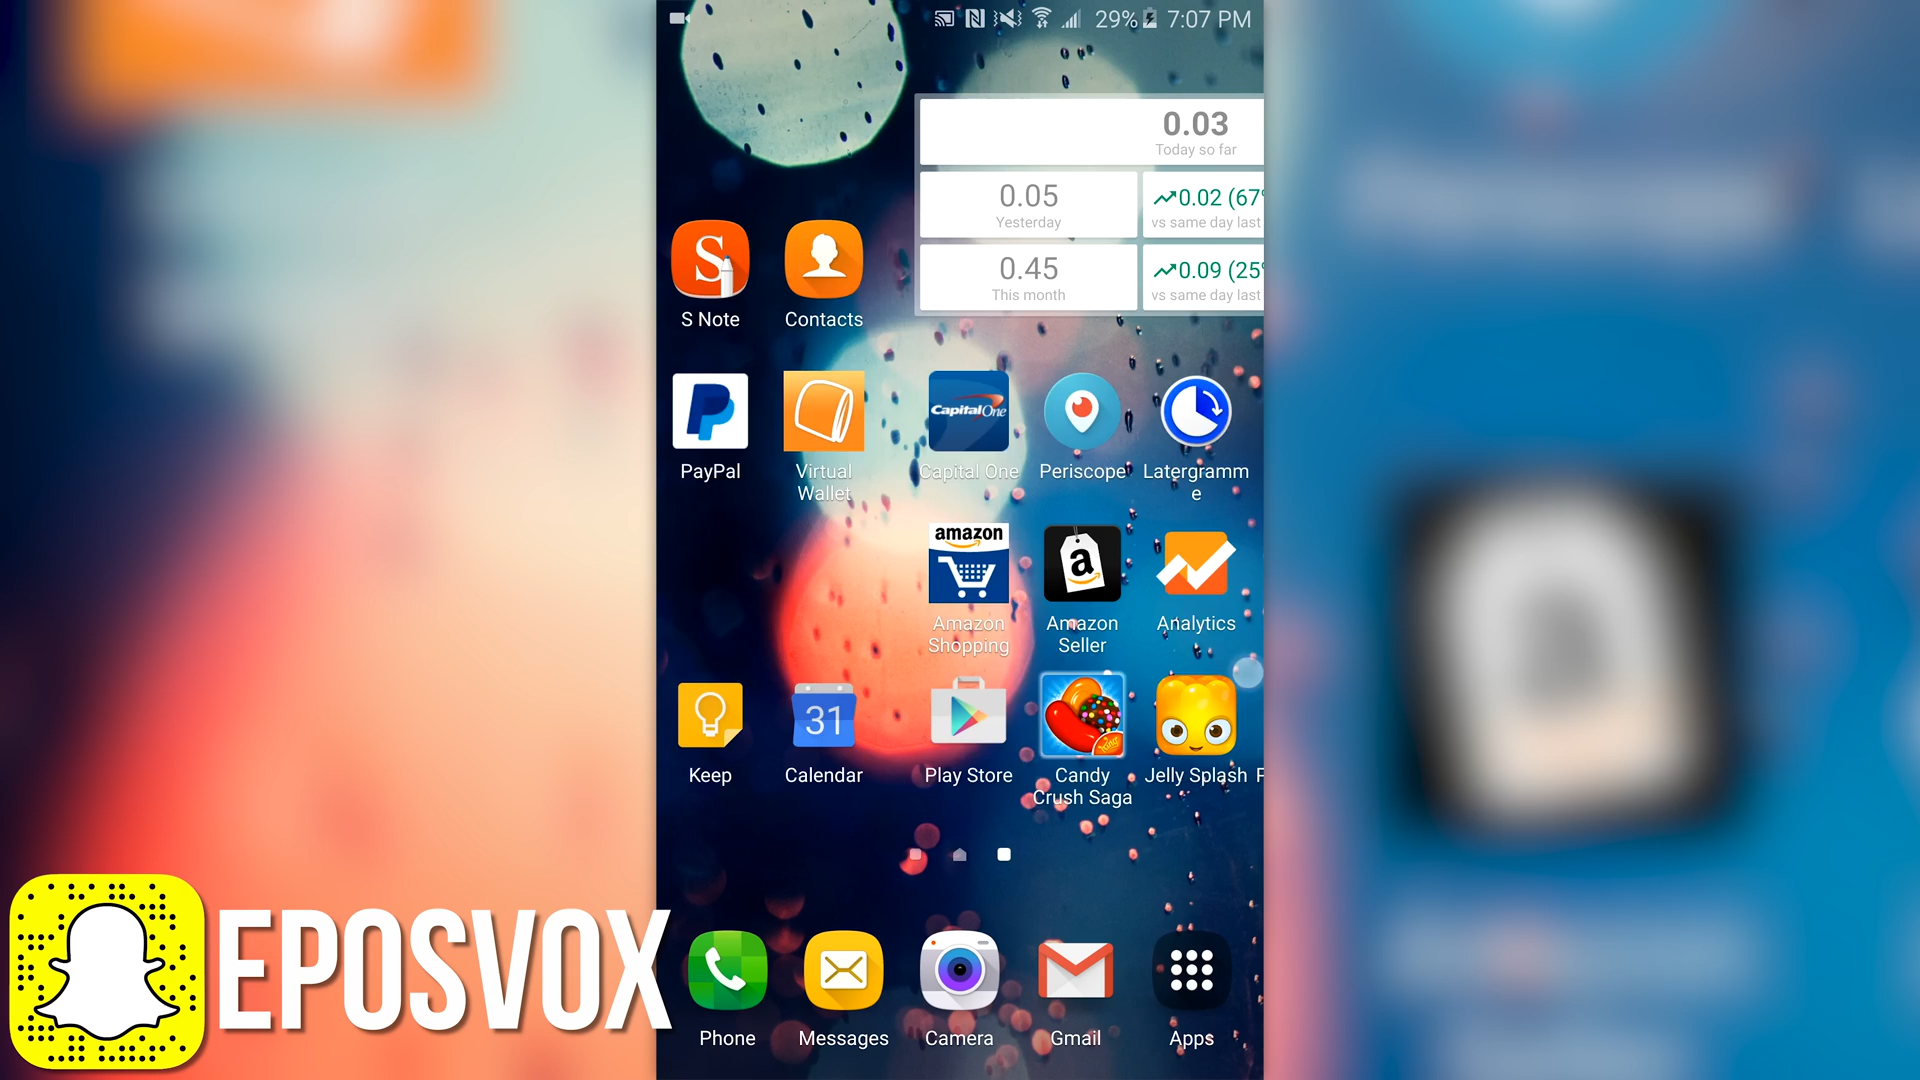 29% 7:07 PM
0.03
Today so far
0.05
Yesterday
0.02 (67%
vs same day last
0.45
This month
0.09 (25%
vs same day last
S
S Note
Contacts
PayPal
Virtual
Wallet
CapitalOne
Capital One
Periscope
Latergramm
e
amazon
Amazon
Shopping
a
Amazon
Seller
Analytics
Keep
31
Calendar
Play Store
King
Candy
Crush Saga
Jelly Splash
F
EPOSVOX
Phone
Messages
Camera
Gmail
Apps